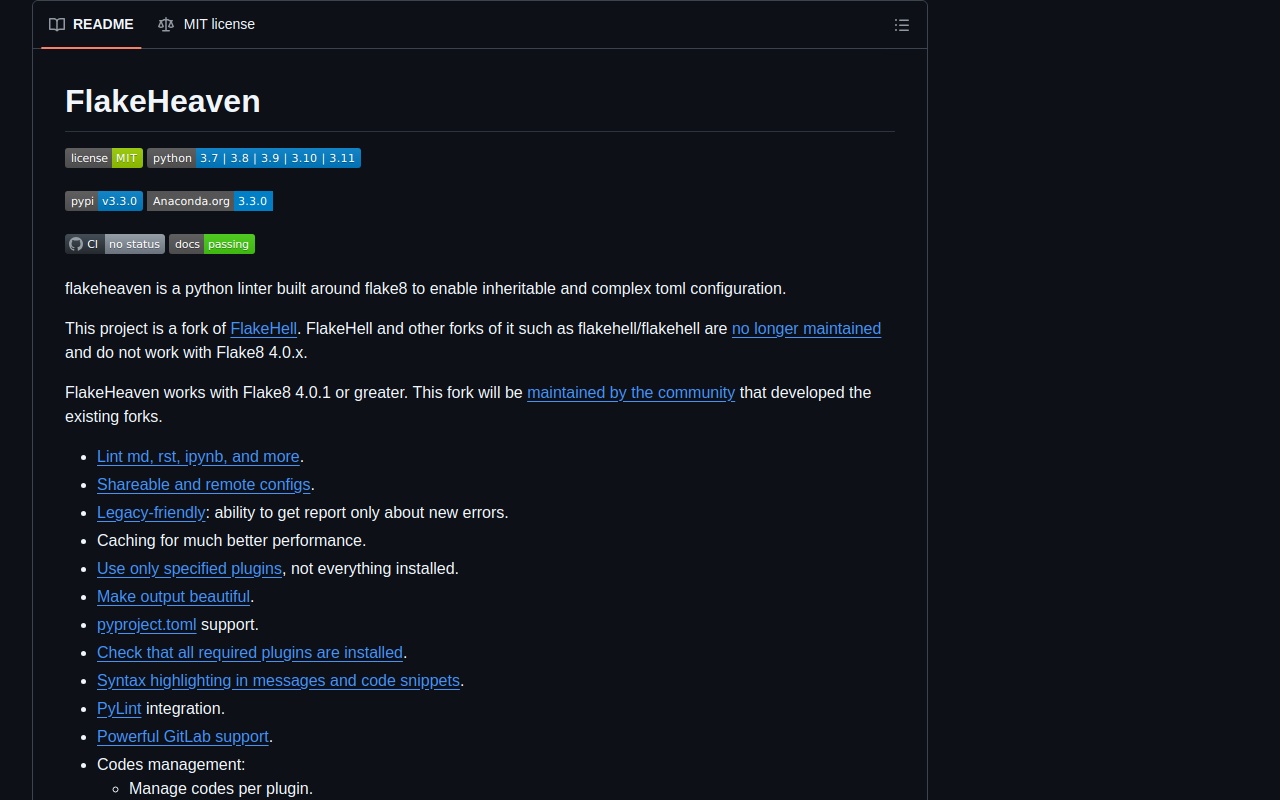 README MIT license
FlakeHeaven
license MIT python 3.7 | 3.8 | 3.9 | 3.10 | 3.11
pypi v3.3.0 Anaconda.org 3.3.0
CI no status docs passing
flakeheaven is a python linter built around flake8 to enable inheritable and complex toml configuration.
This project is a fork of FlakeHell. FlakeHell and other forks of it such as flakehell/flakehell are no longer maintained
and do not work with Flake8 4.0.x.
FlakeHeaven works with Flake8 4.0.1 or greater. This fork will be maintained by the community that developed the
existing forks.
Lint md, rst, ipynb, and more.
Shareable and remote configs.
Legacy-friendly: ability to get report only about new errors.
Caching for much better performance.
Use only specified plugins, not everything installed.
Make output beautiful.
pyproject.toml support.
Check that all required plugins are installed.
Syntax highlighting in messages and code snippets.
PyLint integration.
Powerful GitLab support.
Codes management:
Manage codes per plugin.